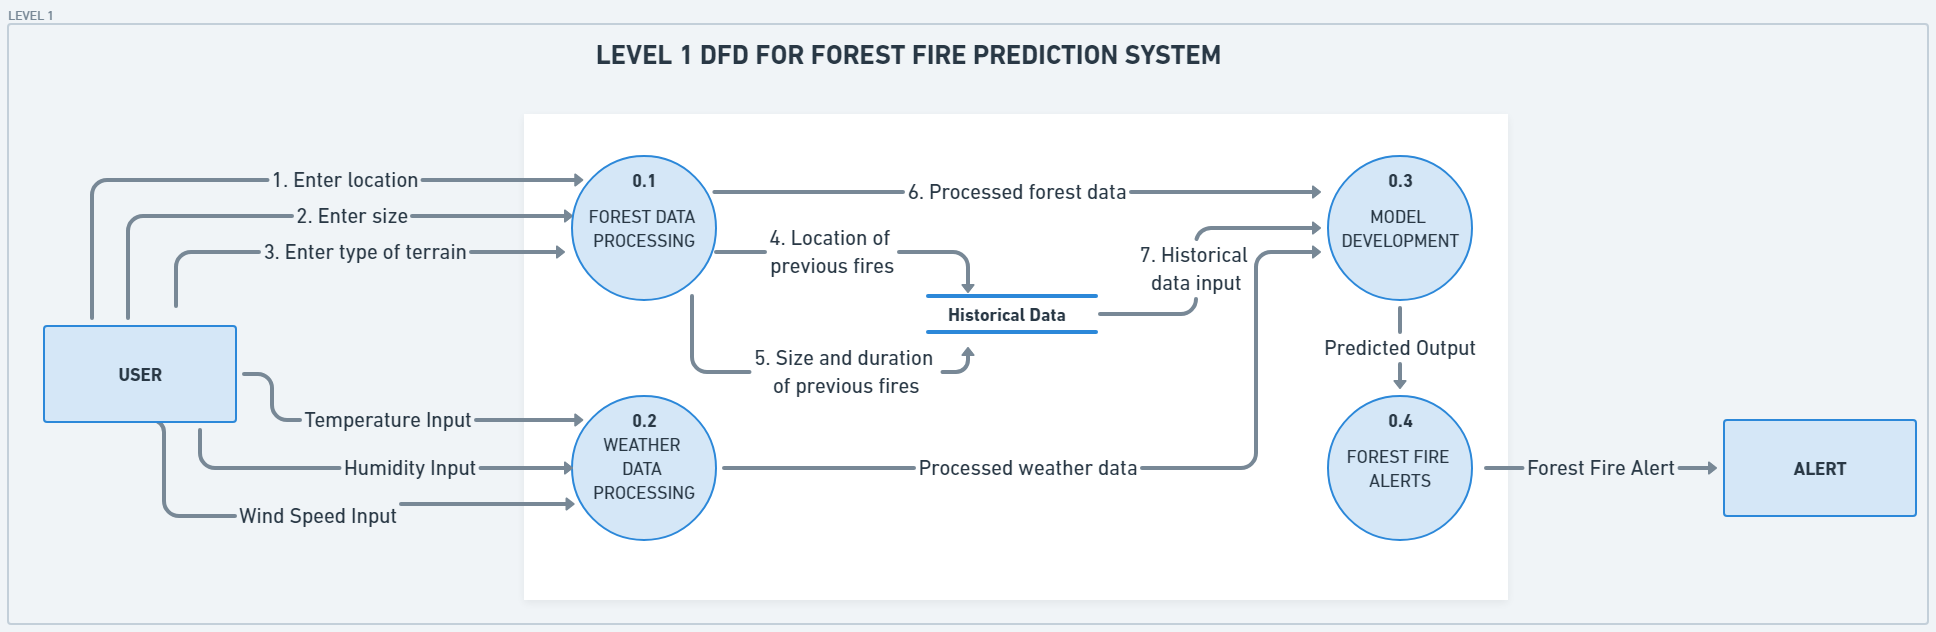 LEVEL 1
LEVEL 1 DFD FOR FOREST FIRE PREDICTION SYSTEM
1. Enter location
2. Enter size
3. Enter type of terrain
USER
Temperature Input
Humidity Input
Wind Speed Input
0.1
FOREST DATA
PROCESSING
0.2
WEATHER
DATA
PROCESSING
6. Processed forest data
4. Location of
previous fires
Historical Data
5. Size and duration
of previous fires
7. Historical
data input
Processed weather data
0.3
MODEL
DEVELOPMENT
Predicted Output
0.4
FOREST FIRE
ALERTS
Forest Fire Alert
ALERT